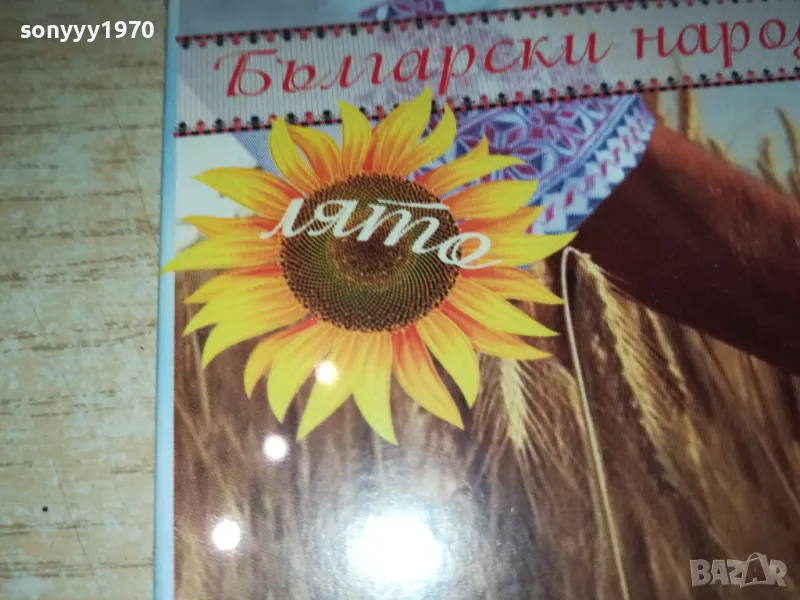 sonyyy1970
Български наро
лято
BAZAR